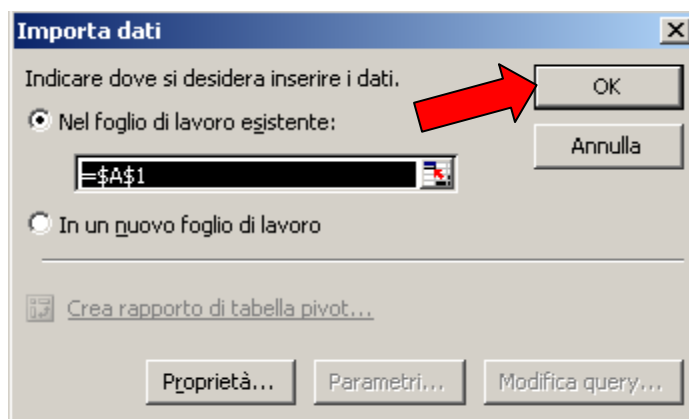 Importa dati
Indicare dove si desidera inserire i dati.
OK
Nel foglio di lavoro esistente:
Annulla
=$A$1
In un nuovo foglio di lavoro
Crea rapporto di tabella pivot...
Proprietà...
Parametri...
Modifica query...